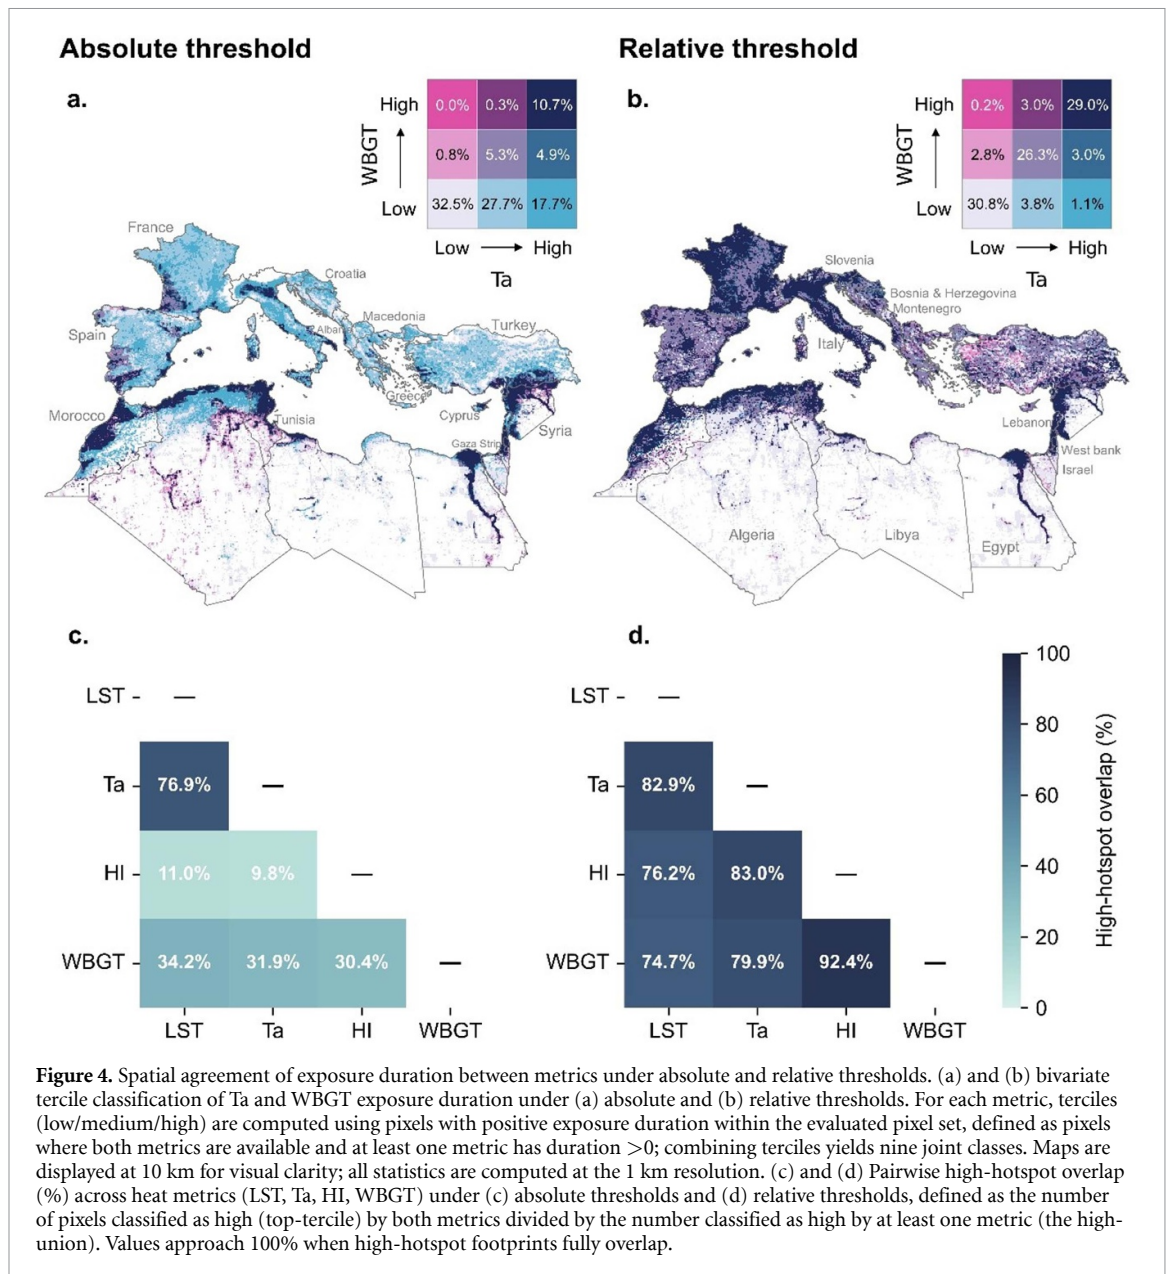 Absolute threshold
Relative threshold
a.
High
WBGT
Low
0.0% 0.3% 10.7%
0.8% 5.3% 4.9%
32.5% 27.7% 17.7%
Low High
Ta
France
Croatia
Macedonia
Albania
Turkey
Spain
Greece
Cyprus
Morocco
Tunisia
Gaza Strip
Syria
b.
High
WBGT
Low
0.2% 3.0% 29.0%
2.8% 26.3% 3.0%
30.8% 3.8% 1.1%
Low High
Ta
Slovenia
Bosnia & Herzegovina
Montenegro
Italy
Lebanon
West bank
Israel
Algeria
Libya
Egypt
c.
LST - —
Ta - 76.9% —
HI - 11.0% 9.8% —
WBGT - 34.2% 31.9% 30.4% —
LST Ta HI WBGT
d.
LST - —
Ta - 82.9% —
HI - 76.2% 83.0% —
WBGT - 74.7% 79.9% 92.4% —
LST Ta HI WBGT
100
80
60
40
20
0
High-hotspot overlap (%)
Figure 4. Spatial agreement of exposure duration between metrics under absolute and relative thresholds. (a) and (b) bivariate
tercile classification of Ta and WBGT exposure duration under (a) absolute and (b) relative thresholds. For each metric, terciles
(low/medium/high) are computed using pixels with positive exposure duration within the evaluated pixel set, defined as pixels
where both metrics are available and at least one metric has duration >0; combining terciles yields nine joint classes. Maps are
displayed at 10 km for visual clarity; all statistics are computed at the 1 km resolution. (c) and (d) Pairwise high-hotspot overlap
(%) across heat metrics (LST, Ta, HI, WBGT) under (c) absolute thresholds and (d) relative thresholds, defined as the number
of pixels classified as high (top-tercile) by both metrics divided by the number classified as high by at least one metric (the high-
union). Values approach 100% when high-hotspot footprints fully overlap.